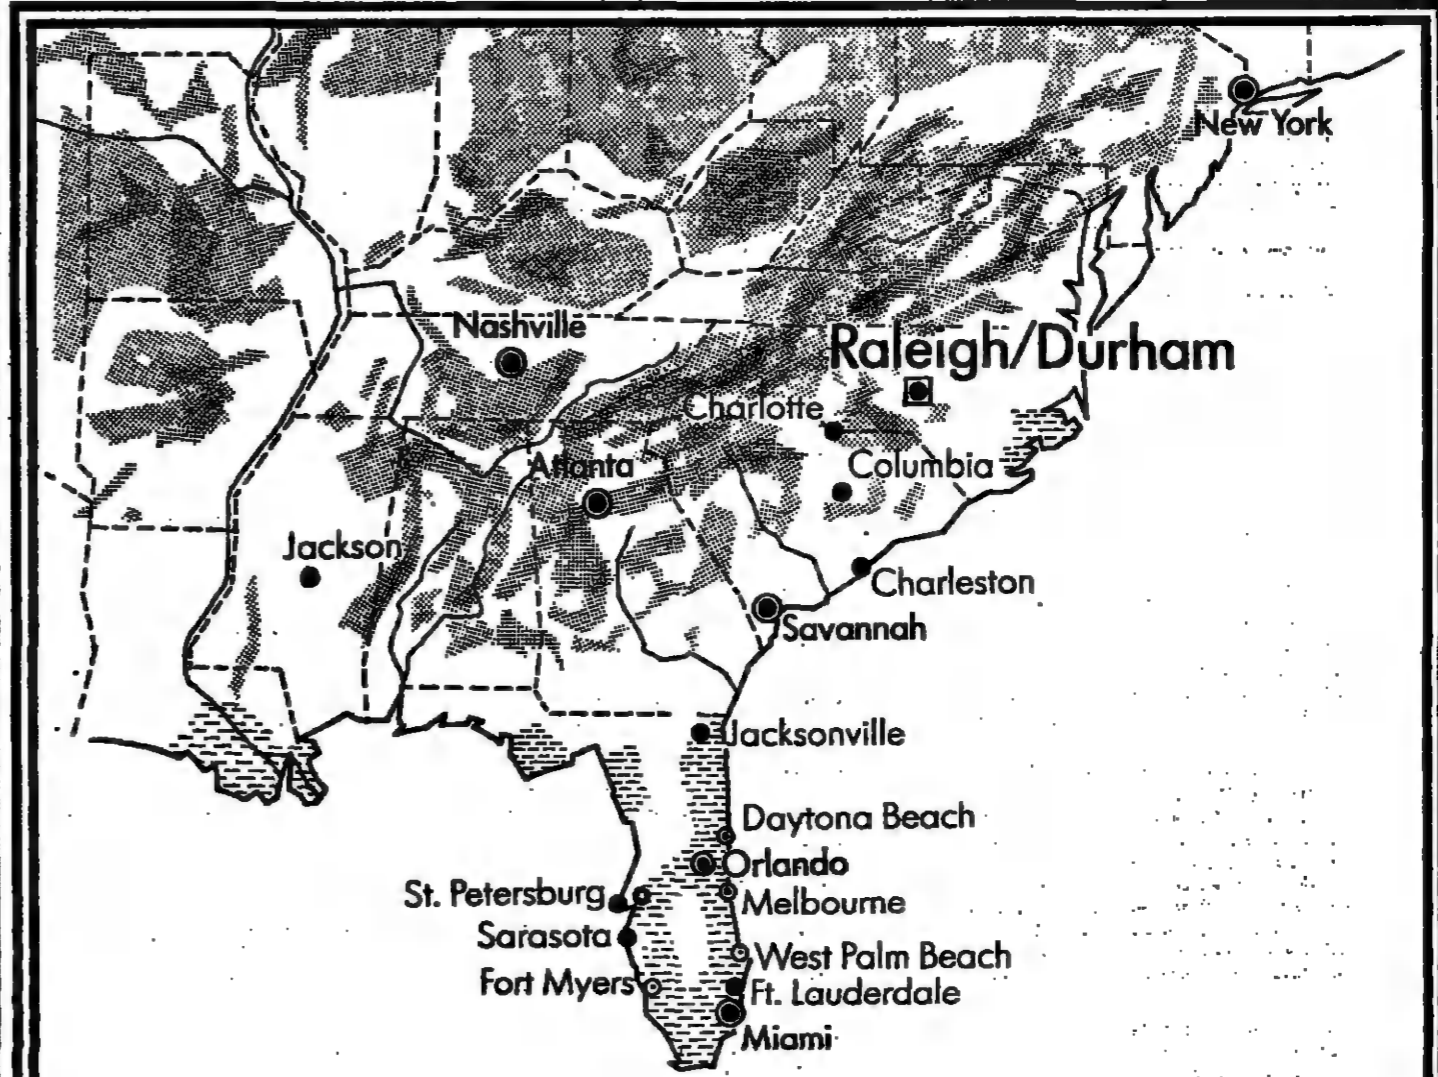 New York
Nashville
Raleigh/Durham
Charlotte
Atlanta
Columbia
Jackson
Charleston
Savannah
Jacksonville
Daytona Beach
Orlando
St. Petersburg
Melbourne
Sarasota
West Palm Beach
Fort Myers
Ft. Lauderdale
Miami